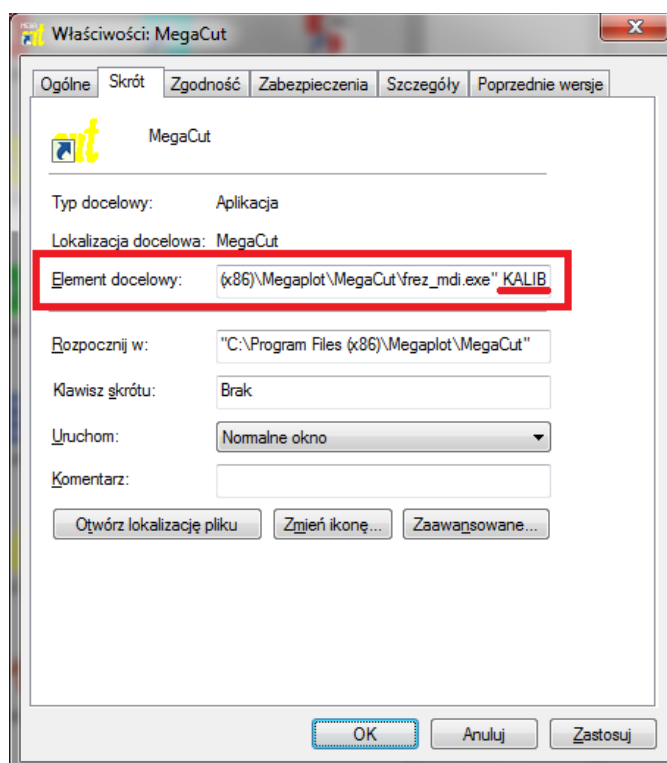 Właściwości: MegaCut
Ogólne Skrót Zgodność Zabezpieczenia Szczegóły Poprzednie wersje
MegaCut
Typ docelowy: Aplikacja
Lokalizacja docelowa: MegaCut
Element docelowy: (x86)\Megaplot\MegaCut\frez_mdi.exe" KALIB
Rozpocznij w: "C:\Program Files (x86)\Megaplot\MegaCut"
Klawisz skrótu: Brak
Uruchom: Normalne okno
Komentarz:
Otwórz lokalizację pliku Zmień ikonę... Zaawansowane...
OK Anuluj Zastosuj